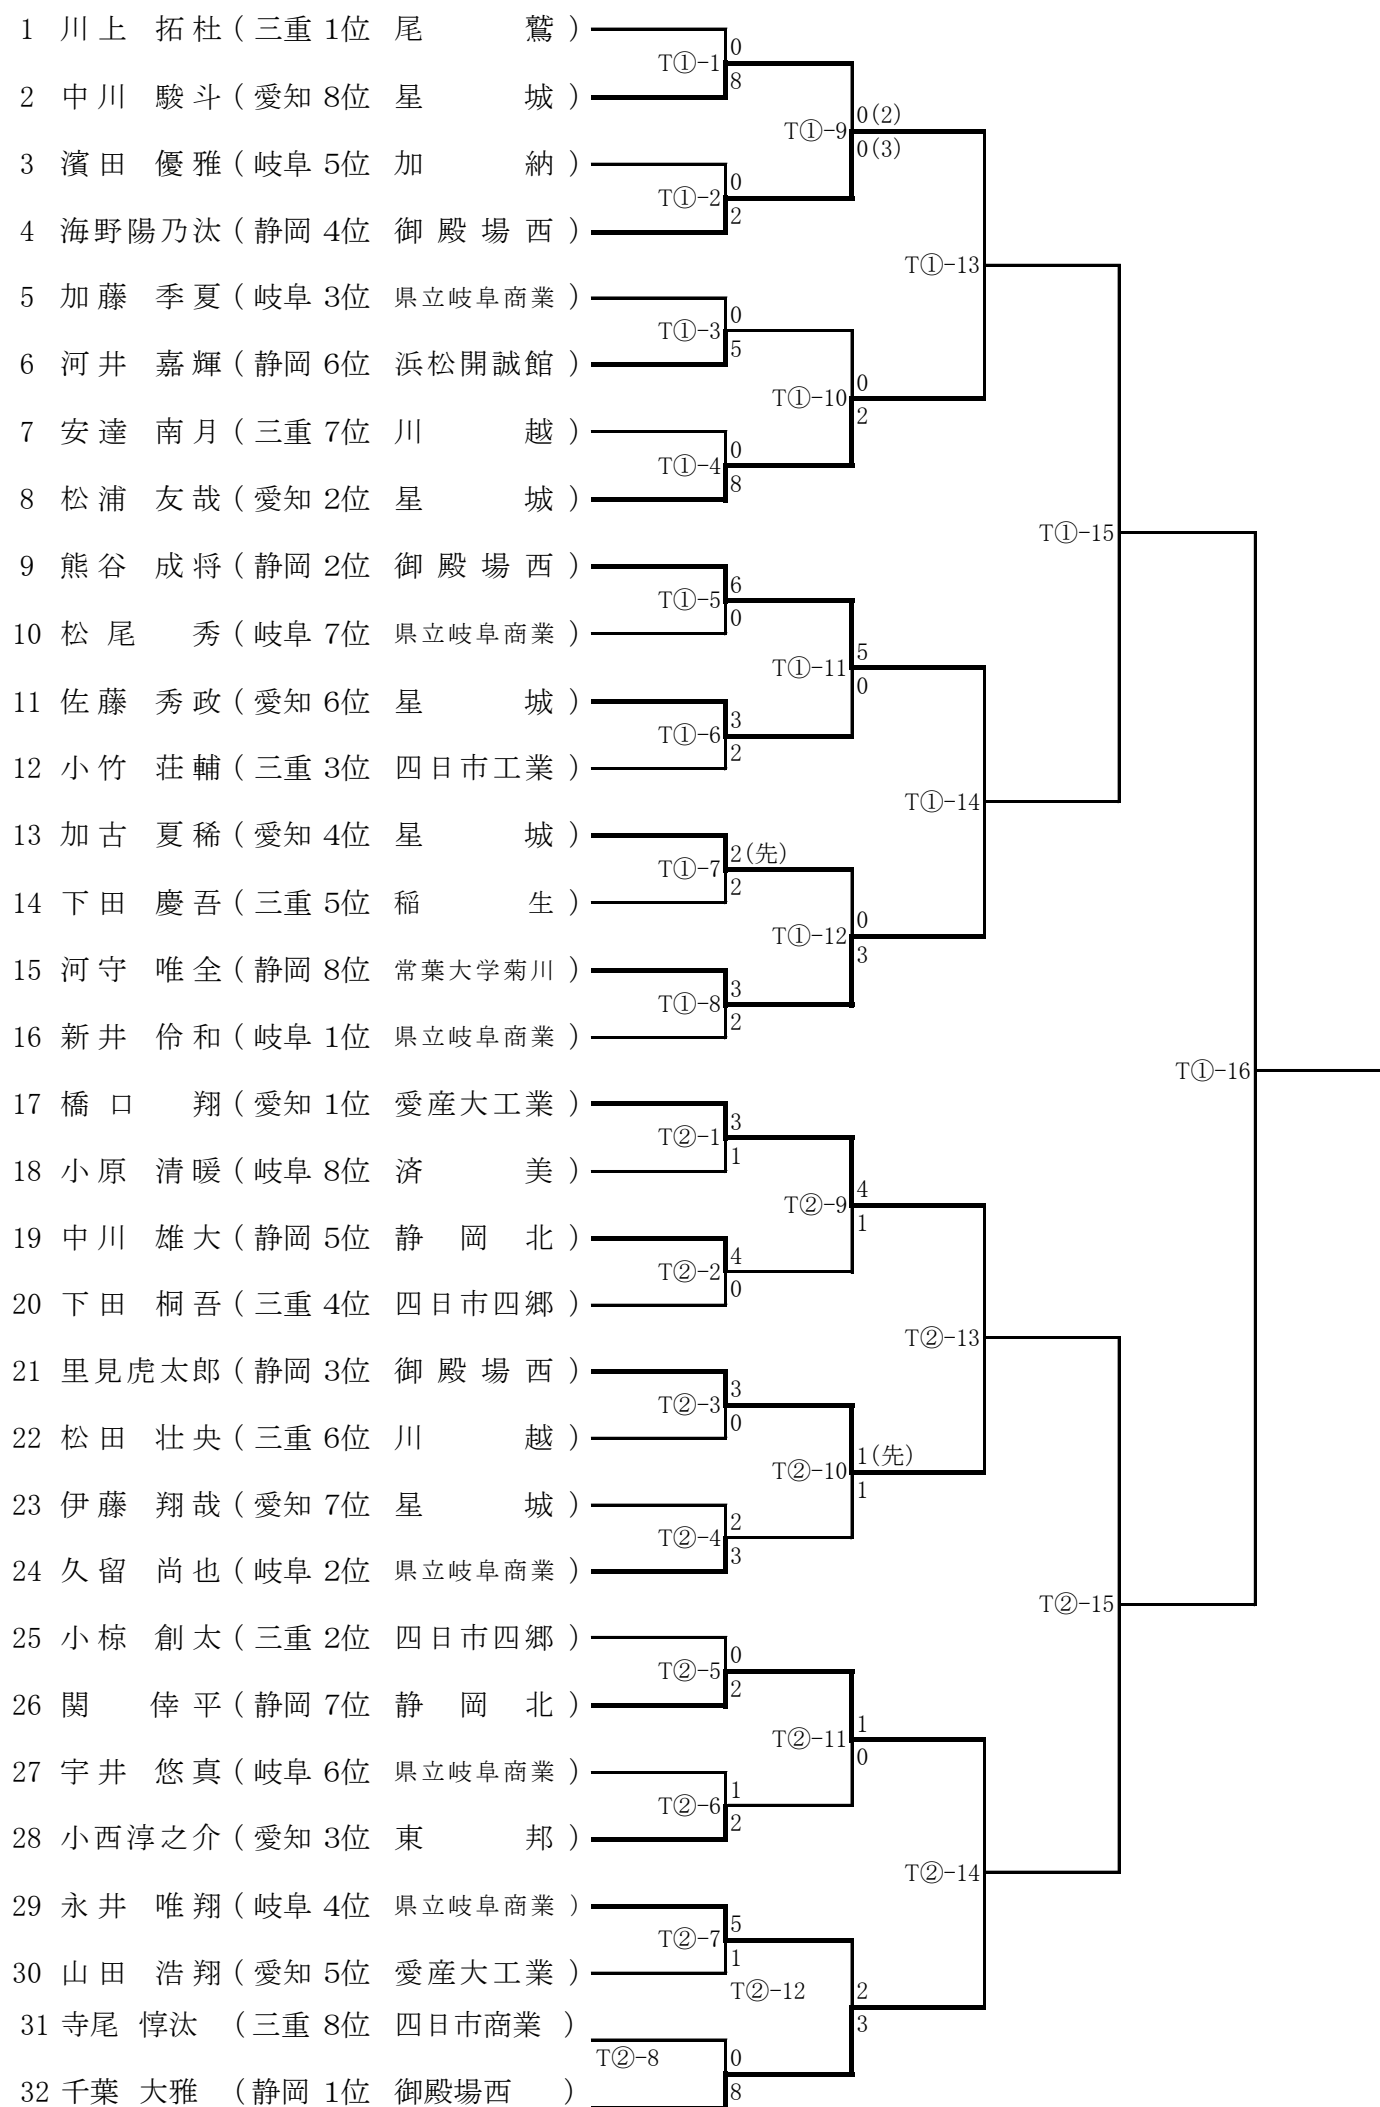 1 川上 拓杜 ( 三重 1位 尾 鷲 )
0
T①-1
8
2 中川 駿斗 ( 愛知 8位 星 城 )
0(2)
T①-9
0(3)
3 濱田 優雅 ( 岐阜 5位 加 納 )
0
T①-2
2
4 海野陽乃汰 ( 静岡 4位 御殿場西 )
T①-13
5 加藤 季夏 ( 岐阜 3位 県立岐阜商業 )
0
T①-3
5
6 河井 嘉輝 ( 静岡 6位 浜松開誠館 )
0
T①-10
2
7 安達 南月 ( 三重 7位 川 越 )
0
T①-4
8
8 松浦 友哉 ( 愛知 2位 星 城 )
T①-15
9 熊谷 成将 ( 静岡 2位 御殿場西 )
6
T①-5
0
10 松尾 秀 ( 岐阜 7位 県立岐阜商業 )
5
T①-11
0
11 佐藤 秀政 ( 愛知 6位 星 城 )
3
T①-6
2
12 小竹 荘輔 ( 三重 3位 四日市工業 )
T①-14
13 加古 夏稀 ( 愛知 4位 星 城 )
2(先)
T①-7
2
14 下田 慶吾 ( 三重 5位 稲 生 )
0
T①-12
3
15 河守 唯全 ( 静岡 8位 常葉大学菊川 )
3
T①-8
2
16 新井 伶和 ( 岐阜 1位 県立岐阜商業 )
T①-16
17 橋口 翔 ( 愛知 1位 愛産大工業 )
3
T②-1
1
18 小原 清暖 ( 岐阜 8位 済 美 )
4
T②-9
1
19 中川 雄大 ( 静岡 5位 静岡北 )
4
T②-2
0
20 下田 桐吾 ( 三重 4位 四日市四郷 )
T②-13
21 里見虎太郎 ( 静岡 3位 御殿場西 )
3
T②-3
0
22 松田 壮央 ( 三重 6位 川 越 )
1(先)
T②-10
1
23 伊藤 翔哉 ( 愛知 7位 星 城 )
2
T②-4
3
24 久留 尚也 ( 岐阜 2位 県立岐阜商業 )
T②-15
25 小椋 創太 ( 三重 2位 四日市四郷 )
0
T②-5
2
26 関 倖平 ( 静岡 7位 静岡北 )
1
T②-11
0
27 宇井 悠真 ( 岐阜 6位 県立岐阜商業 )
1
T②-6
2
28 小西淳之介 ( 愛知 3位 東 邦 )
T②-14
29 永井 唯翔 ( 岐阜 4位 県立岐阜商業 )
5
T②-7
1
30 山田 浩翔 ( 愛知 5位 愛産大工業 )
T②-12
2
3
31 寺尾 惇汰 ( 三重 8位 四日市商業 )
T②-8
0
8
32 千葉 大雅 ( 静岡 1位 御殿場西 )